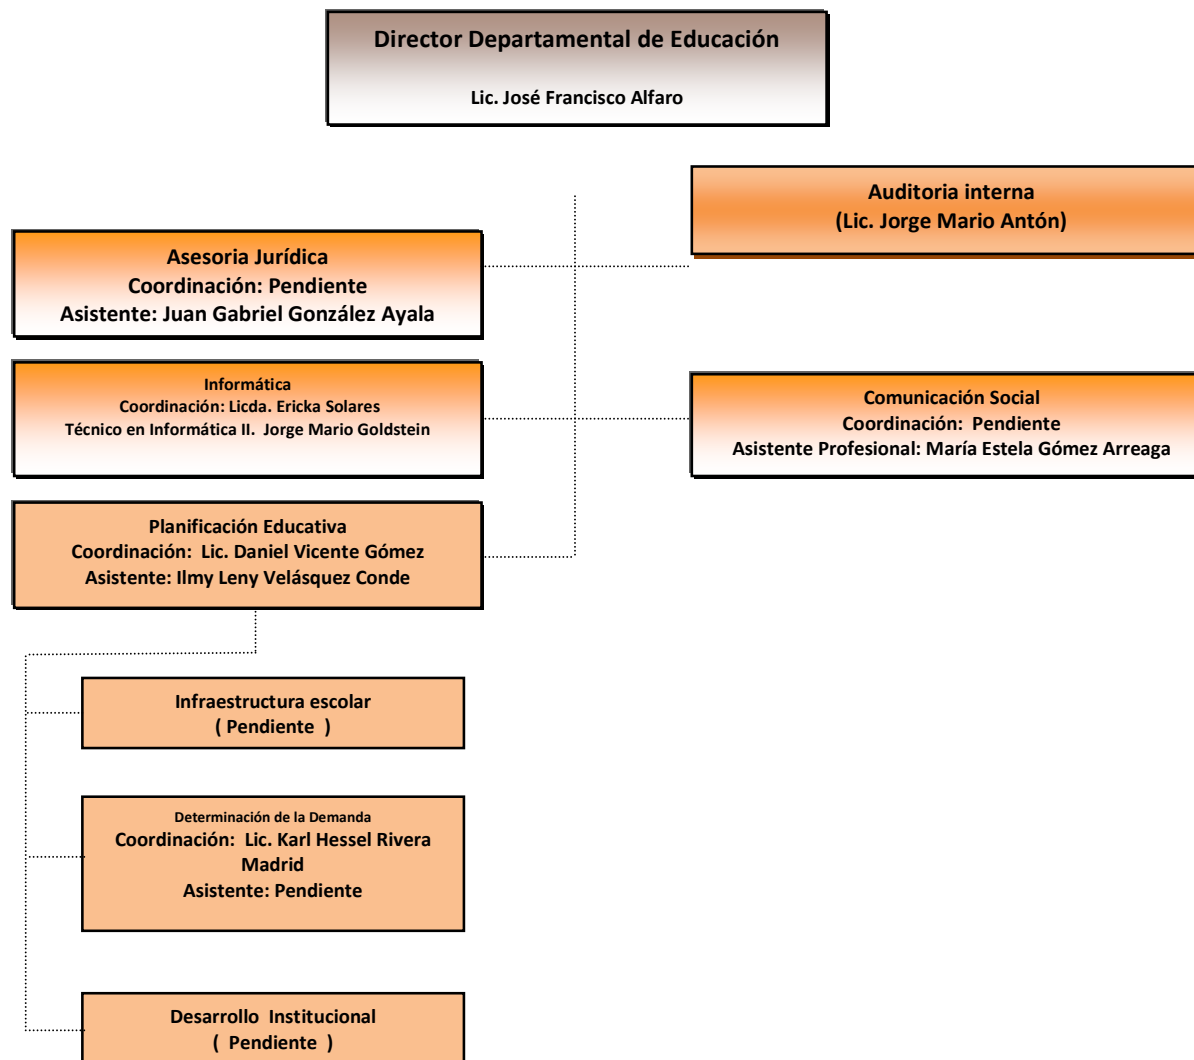 Director Departamental de Educación
Lic. José Francisco Alfaro
Auditoria interna
(Lic. Jorge Mario Antón)
Asesoria Jurídica
Coordinación: Pendiente
Asistente: Juan Gabriel González Ayala
Informática
Coordinación: Licda. Ericka Solares
Técnico en Informática II.  Jorge Mario Goldstein
Comunicación Social
Coordinación:  Pendiente
Asistente Profesional: María Estela Gómez Arreaga
Planificación Educativa
Coordinación:  Lic. Daniel Vicente Gómez
Asistente: Ilmy Leny Velásquez Conde
Infraestructura escolar
( Pendiente  )
Determinación de la Demanda
Coordinación:  Lic. Karl Hessel Rivera
Madrid
Asistente: Pendiente
Desarrollo  Institucional
(  Pendiente )